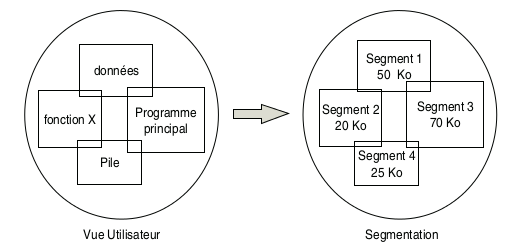 données
fonction X
Programme
principal
Pile
Vue Utilisateur
Segment 1
50 Ko
Segment 2
20 Ko
Segment 3
70 Ko
Segment 4
25 Ko
Segmentation